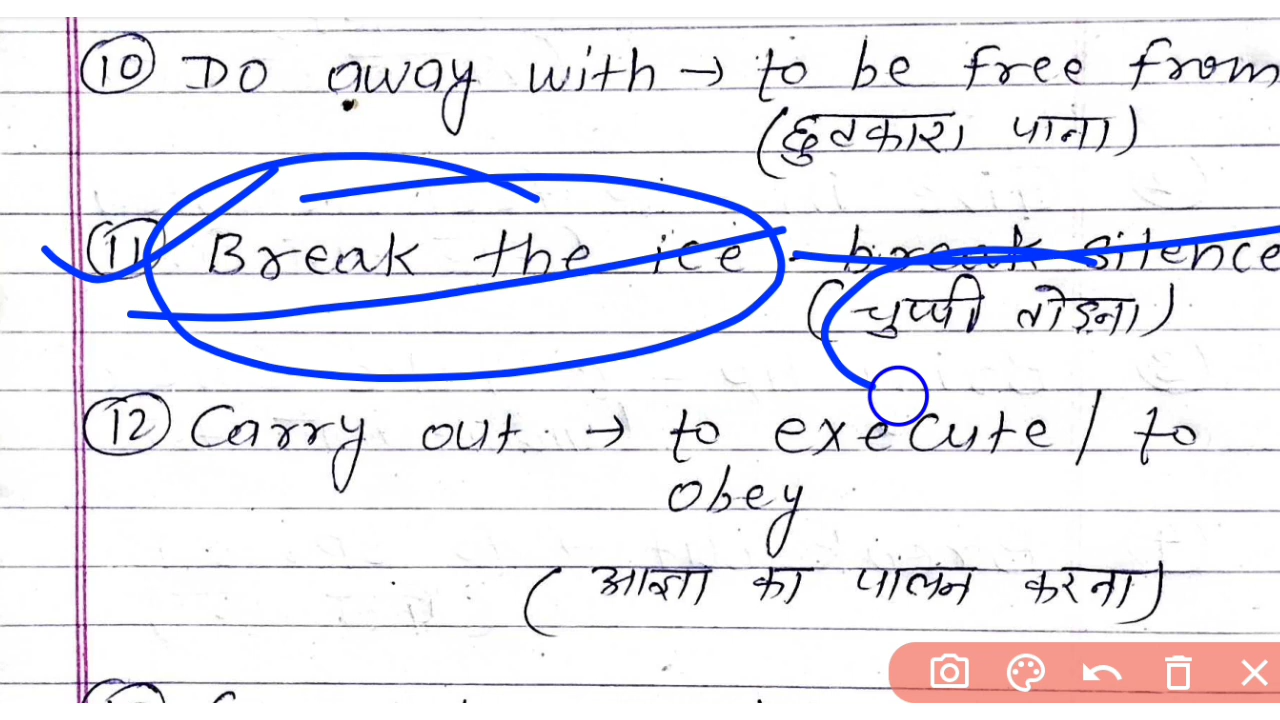 ⑩ Do away with → to be free from
(छुटकारा पाना)
⑪ Break the ice - break silence
(चुप्पी तोड़ना)
⑫ Carry out → to execute / to
obey
(आज्ञा का पालन करना)